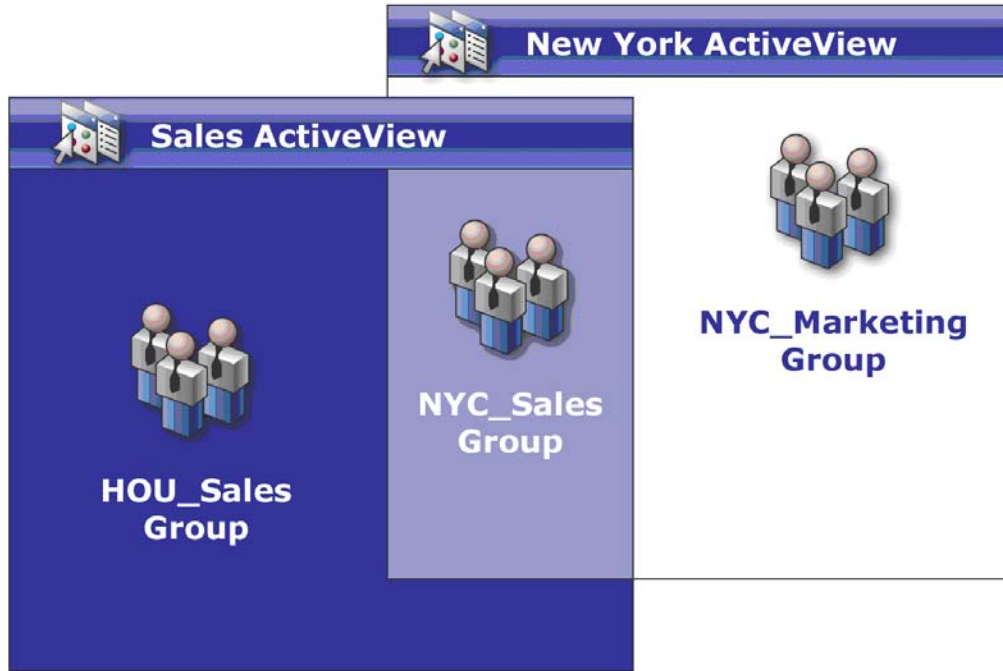 New York ActiveView
Sales ActiveView
NYC_Marketing
Group
NYC_Sales
Group
HOU_Sales
Group